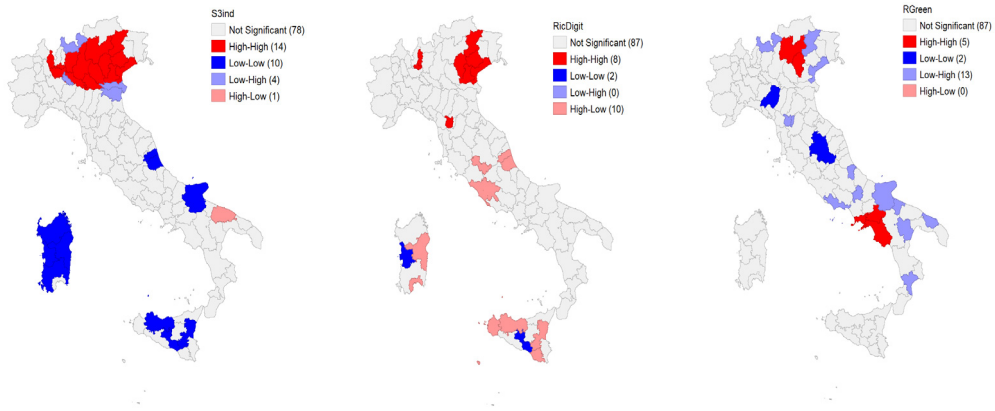 S3ind
Not Significant (78)
High-High (14)
Low-Low (10)
Low-High (4)
High-Low (1)
RicDigit
Not Significant (87)
High-High (8)
Low-Low (2)
Low-High (0)
High-Low (10)
RGreen
Not Significant (87)
High-High (5)
Low-Low (2)
Low-High (13)
High-Low (0)